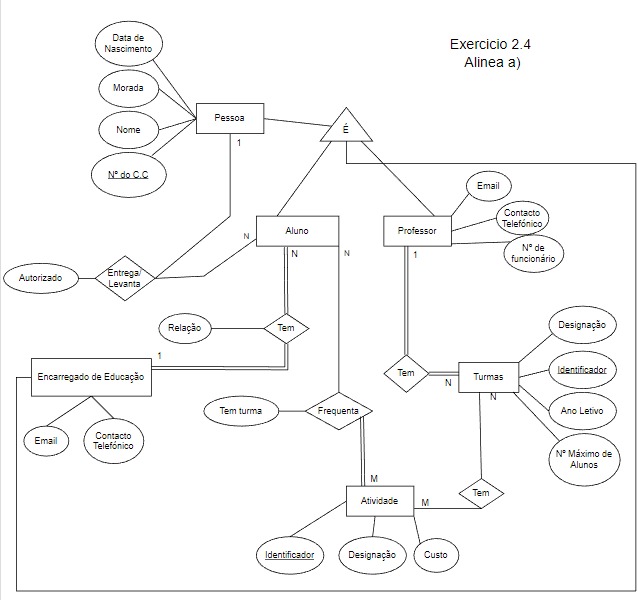 Exercicio 2.4
Alinea a)
Data de
Nascimento
Morada
Nome
Nº do C.C
Pessoa
1
É
Email
Contacto
Telefónico
Nº de
funcionário
Aluno
N
N
N
Professor
1
Autorizado
Entrega/
Levanta
Relação
Tem
1
Encarregado de Educação
Email
Contacto
Telefónico
Tem turma
Frequenta
M
Tem
N
Turmas
N
Designação
Identificador
Ano Letivo
Nº Máximo de
Alunos
Tem
M
Atividade
Identificador
Designação
Custo